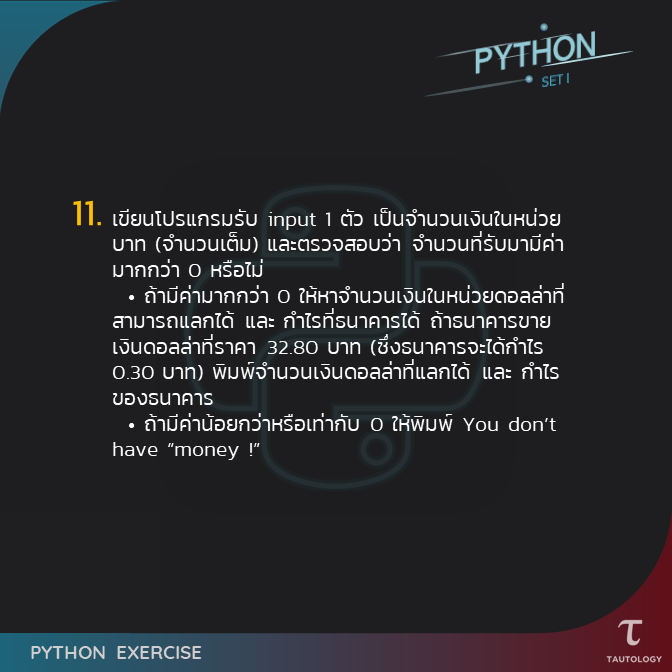 PYTHON
SET I
11. เขียนโปรแกรมรับ input 1 ตัว เป็นจำนวนเงินในหน่วย
บาท (จำนวนเต็ม) และตรวจสอบว่า จำนวนที่รับมามีค่า
มากกว่า 0 หรือไม่
• ถ้ามีค่ามากกว่า 0 ให้หาจำนวนเงินในหน่วยดอลล่าที่
สามารถแลกได้ และ กำไรที่ธนาคารได้ ถ้าธนาคารขาย
เงินดอลล่าที่ราคา 32.80 บาท (ซึ่งธนาคารจะได้กำไร
0.30 บาท) พิมพ์จำนวนเงินดอลล่าที่แลกได้ และ กำไร
ของธนาคาร
• ถ้ามีค่าน้อยกว่าหรือเท่ากับ 0 ให้พิมพ์ You don't
have "money !"
PYTHON EXERCISE
τ
TAUTOLOGY